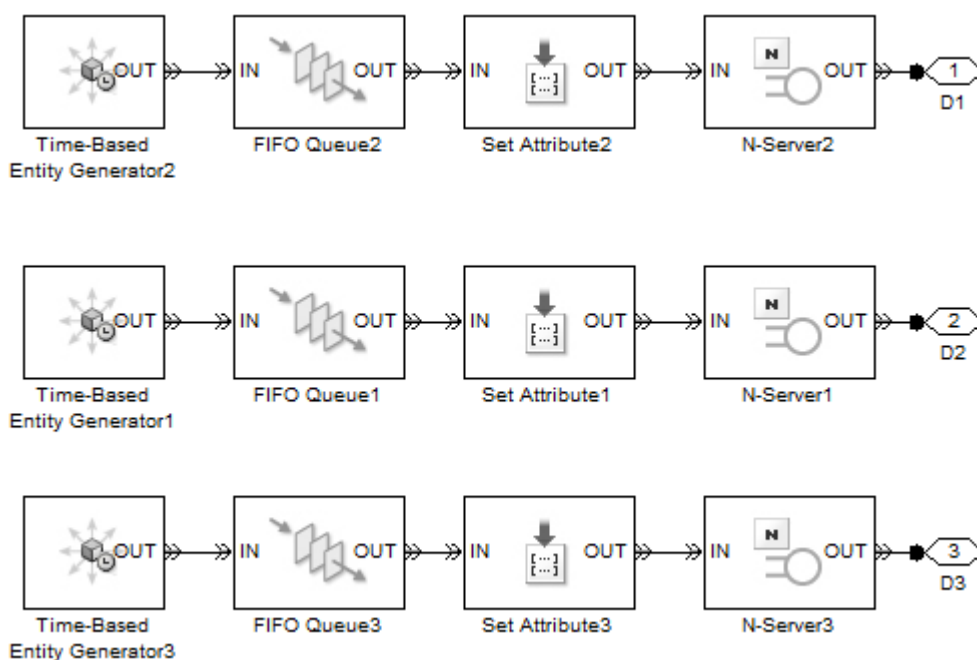 OUT IN OUT IN OUT IN N OUT 1
[...]
D1
Time-Based FIFO Queue2 Set Attribute2 N-Server2
Entity Generator2
OUT IN OUT IN OUT IN N OUT 2
[...]
D2
Time-Based FIFO Queue1 Set Attribute1 N-Server1
Entity Generator1
OUT IN OUT IN OUT IN N OUT 3
[...]
D3
Time-Based FIFO Queue3 Set Attribute3 N-Server3
Entity Generator3